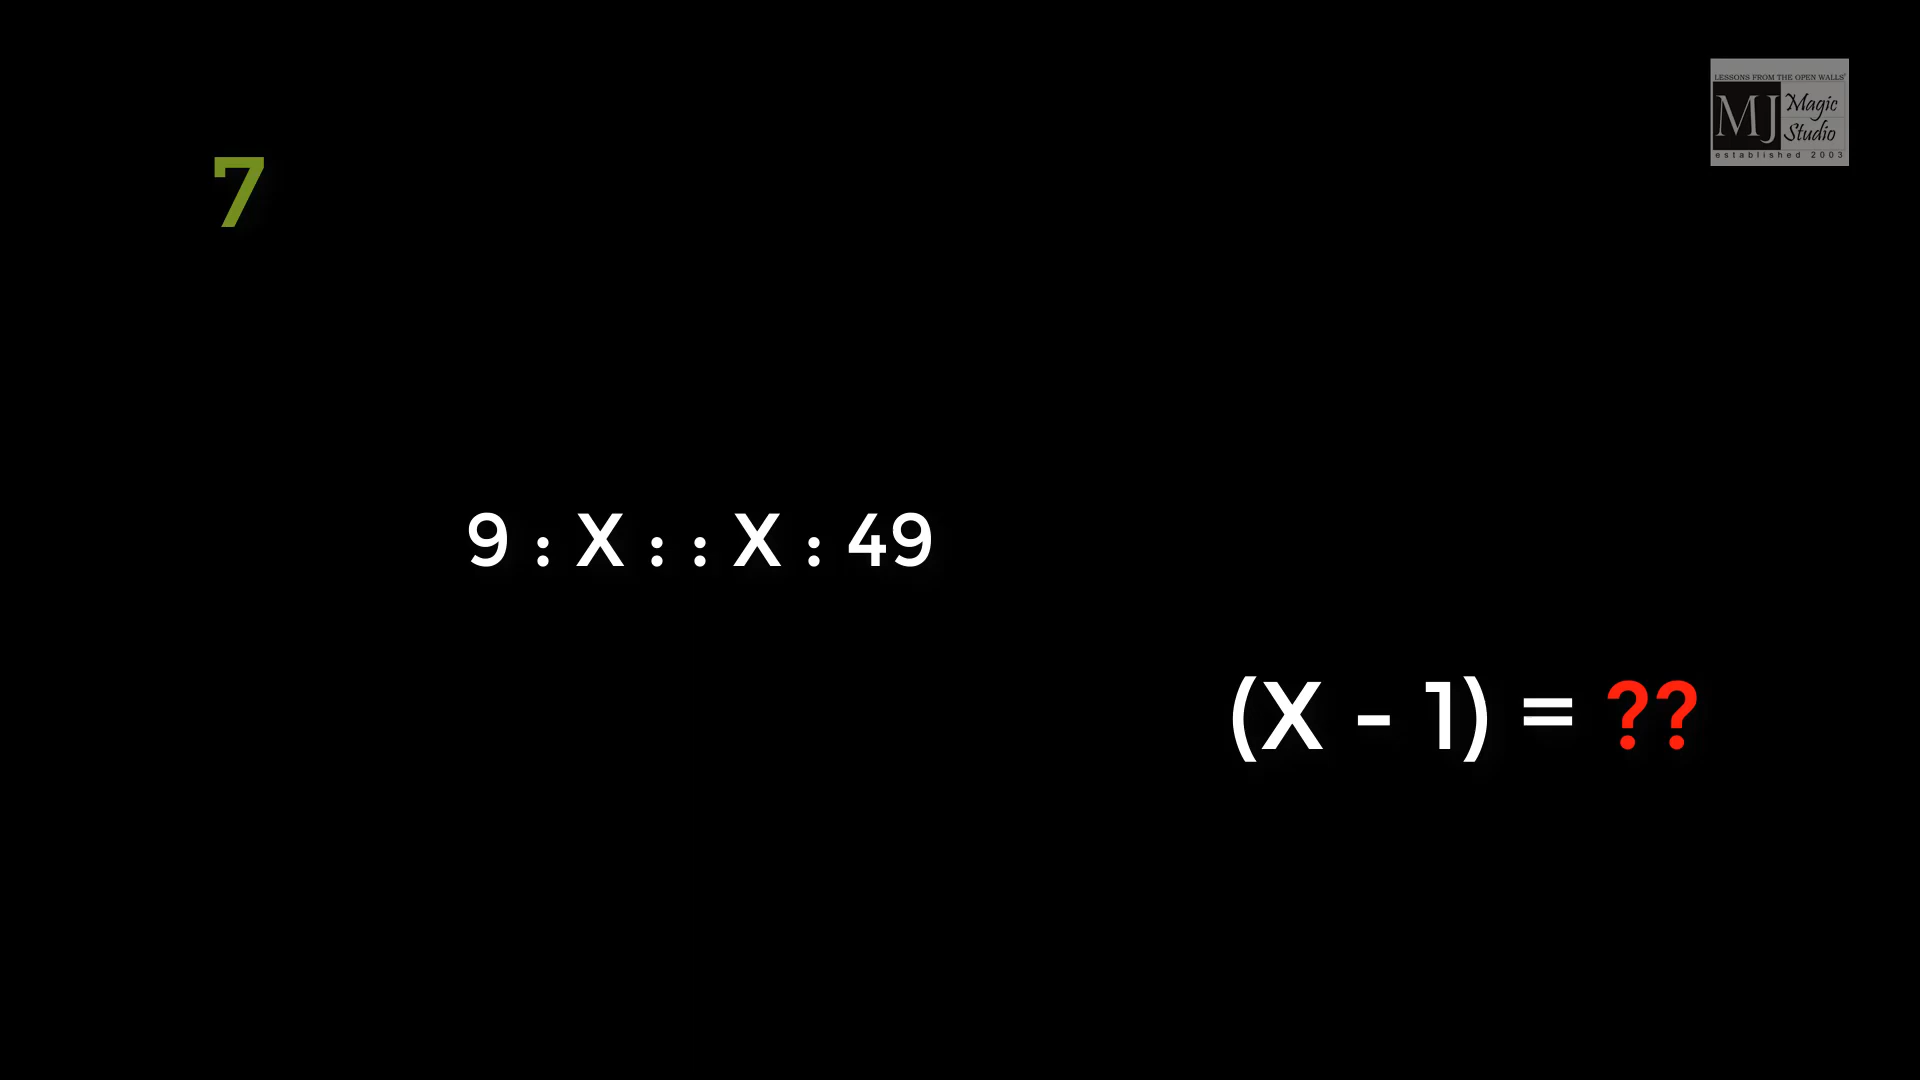 LESSONS FROM THE OPEN WALLS
MJ Magic Studio
established 2003
7
9 : X : : X : 49
(X - 1) = ??